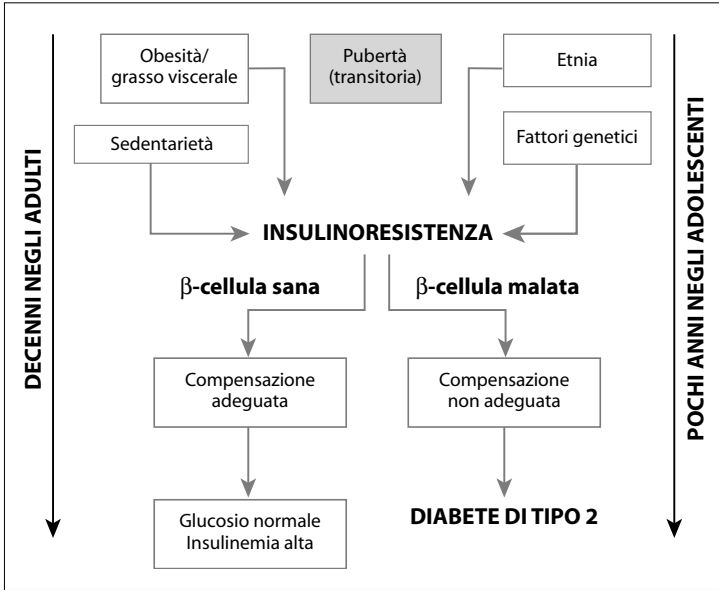 Obesità/
grasso viscerale
Pubertà
(transitoria)
Etnia
Sedentarietà
Fattori genetici
INSULINORESISTENZA
β-cellula sana
β-cellula malata
Compensazione
adeguata
Compensazione
non adeguata
Glucosio normale
Insulinemia alta
DIABETE DI TIPO 2
DECENNI NEGLI ADULTI
POCHI ANNI NEGLI ADOLESCENTI